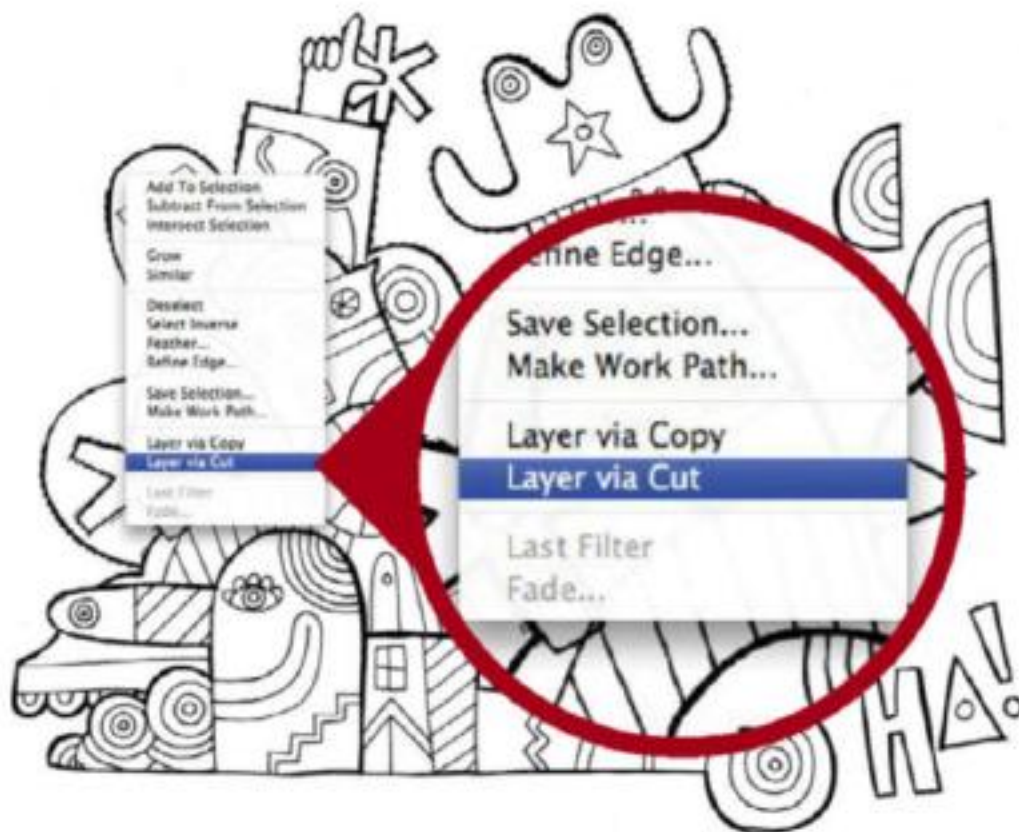 Add To Selection
Subtract From Selection
Intersect Selection
Grow
Similar
Deselect
Select Inverse
Feather...
Refine Edge...
Save Selection...
Make Work Path...
Layer via Copy
Layer via Cut
Last Filter
Fade...
Edge...
Save Selection...
Make Work Path...
Layer via Copy
Layer via Cut
Last Filter
Fade...
HA!